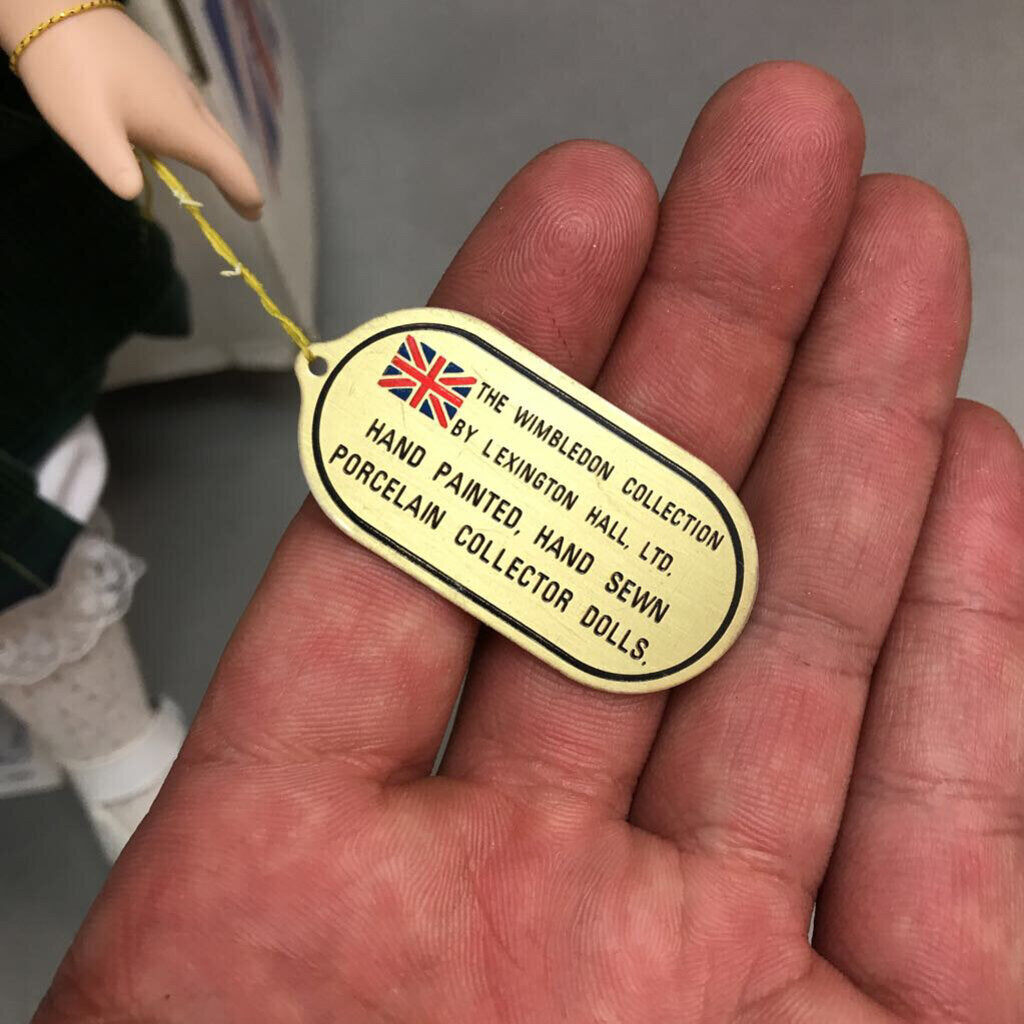 THE WIMBLEDON COLLECTION
BY LEXINGTON HALL, LTD.
HAND PAINTED, HAND SEWN
PORCELAIN COLLECTOR DOLLS.